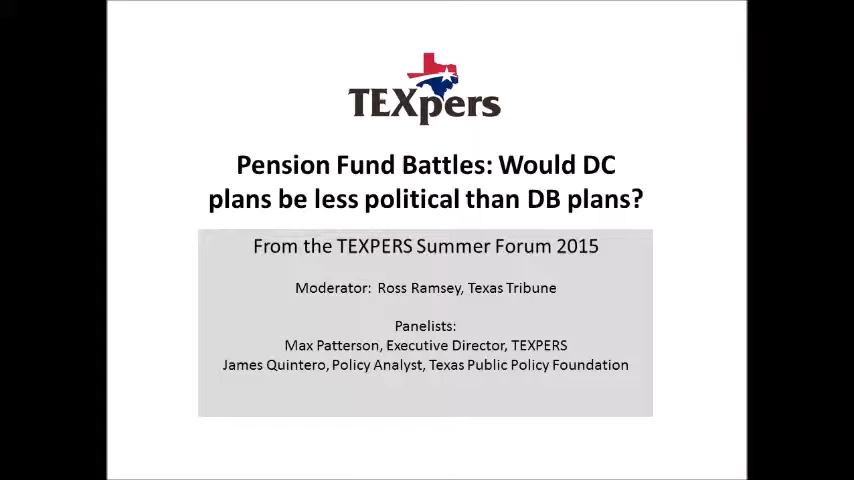 TEXpers
Pension Fund Battles: Would DC
plans be less political than DB plans?
From the TEXPERS Summer Forum 2015
Moderator: Ross Ramsey, Texas Tribune
Panelists:
Max Patterson, Executive Director, TEXPERS
James Quintero, Policy Analyst, Texas Public Policy Foundation